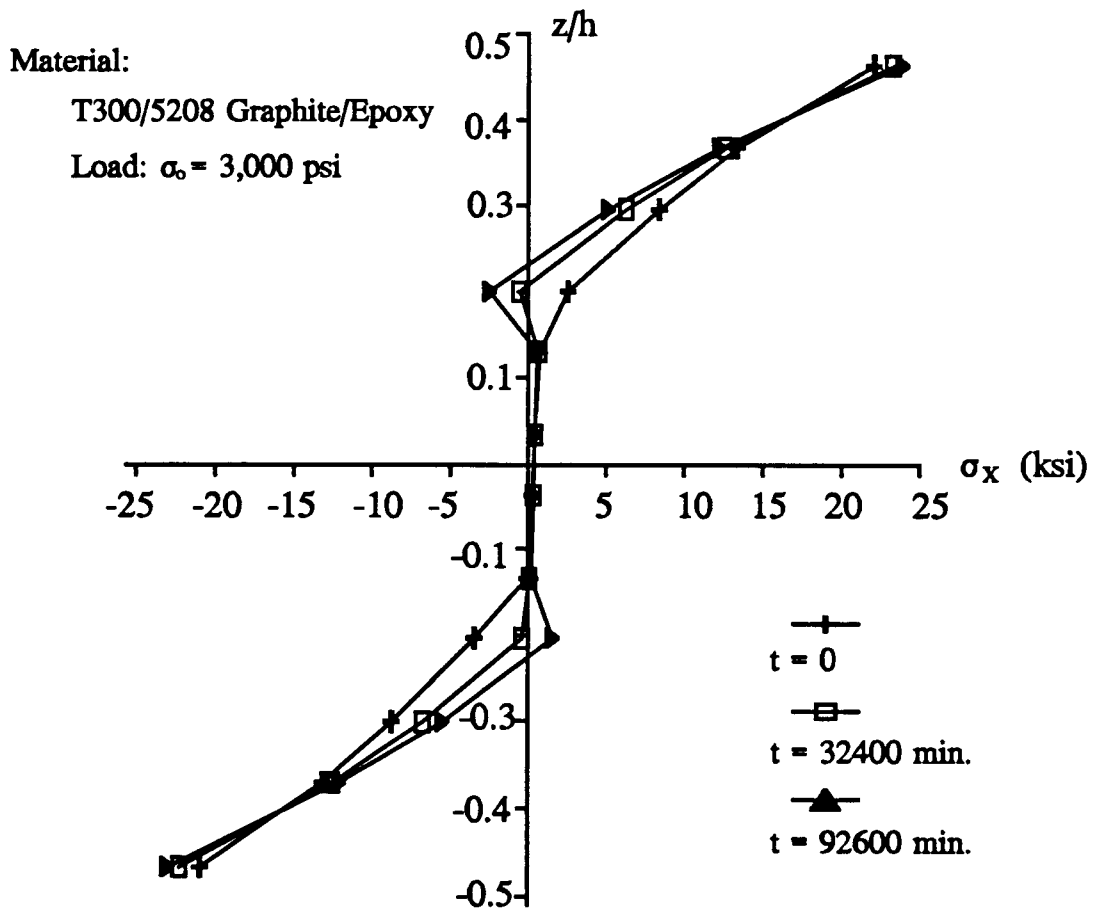 z/h
Material:
T300/5208 Graphite/Epoxy
Load: σₒ = 3,000 psi
0.5
0.4
0.3
0.1
σX (ksi)
-25 -20 -15 -10 -5 5 10 15 20 25
-0.1
-0.3
-0.4
-0.5
t = 0
t = 32400 min.
t = 92600 min.